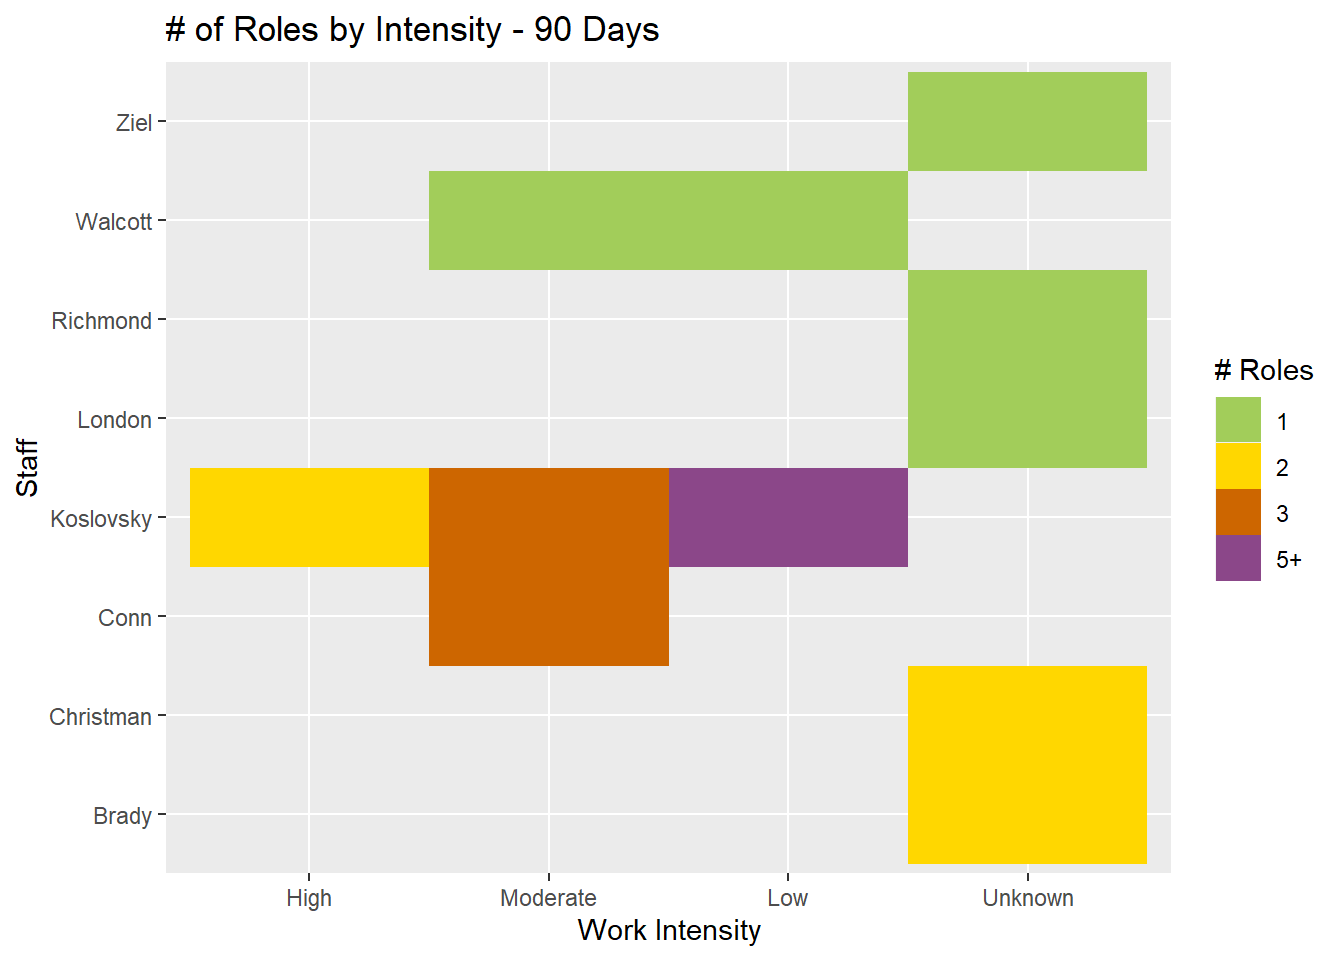 # of Roles by Intensity - 90 Days
Staff
Ziel
Walcott
Richmond
London
Koslovsky
Conn
Christman
Brady
High Moderate Low Unknown
Work Intensity
# Roles
1
2
3
5+